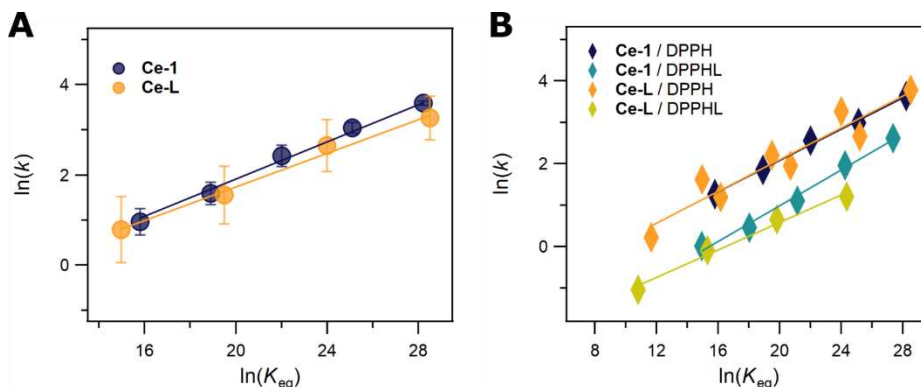 A
Ce-1
Ce-L
4
2
0
ln(k)
16
20
24
28
ln(Keq)
B
Ce-1 / DPPH
Ce-1 / DPPHL
Ce-L / DPPH
Ce-L / DPPHL
4
2
0
ln(k)
8
12
16
20
24
28
ln(Keq)